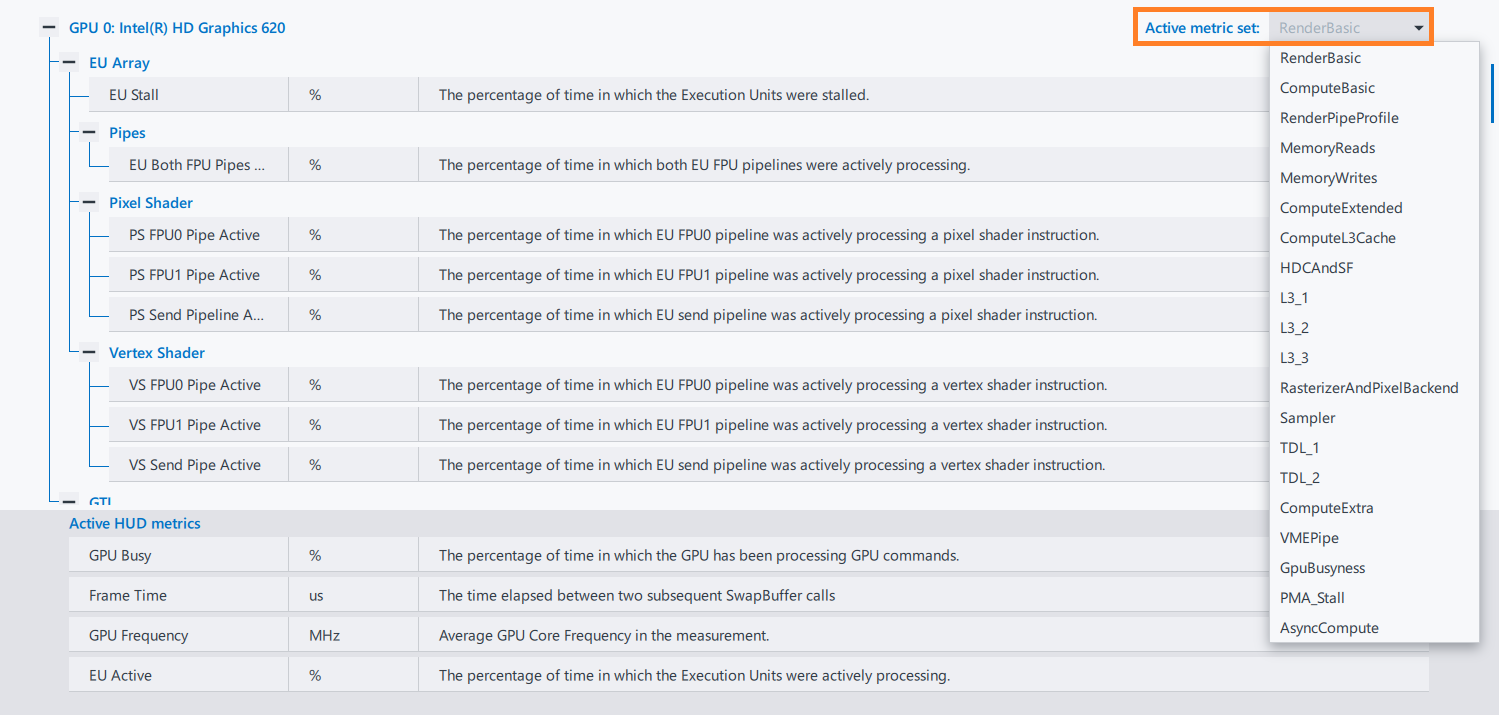 GPU 0: Intel(R) HD Graphics 620
Active metric set: RenderBasic
EU Array
EU Stall % The percentage of time in which the Execution Units were stalled.
Pipes
EU Both FPU Pipes ... % The percentage of time in which both EU FPU pipelines were actively processing.
Pixel Shader
PS FPU0 Pipe Active % The percentage of time in which EU FPU0 pipeline was actively processing a pixel shader instruction.
PS FPU1 Pipe Active % The percentage of time in which EU FPU1 pipeline was actively processing a pixel shader instruction.
PS Send Pipeline A... % The percentage of time in which EU send pipeline was actively processing a pixel shader instruction.
Vertex Shader
VS FPU0 Pipe Active % The percentage of time in which EU FPU0 pipeline was actively processing a vertex shader instruction.
VS FPU1 Pipe Active % The percentage of time in which EU FPU1 pipeline was actively processing a vertex shader instruction.
VS Send Pipe Active % The percentage of time in which EU send pipeline was actively processing a vertex shader instruction.
GTI
Active HUD metrics
GPU Busy % The percentage of time in which the GPU has been processing GPU commands.
Frame Time us The time elapsed between two subsequent SwapBuffer calls
GPU Frequency MHz Average GPU Core Frequency in the measurement.
EU Active % The percentage of time in which the Execution Units were actively processing.
RenderBasic
ComputeBasic
RenderPipeProfile
MemoryReads
MemoryWrites
ComputeExtended
ComputeL3Cache
HDCAndSF
L3_1
L3_2
L3_3
RasterizerAndPixelBackend
Sampler
TDL_1
TDL_2
ComputeExtra
VMEPipe
GpuBusyness
PMA_Stall
AsyncCompute